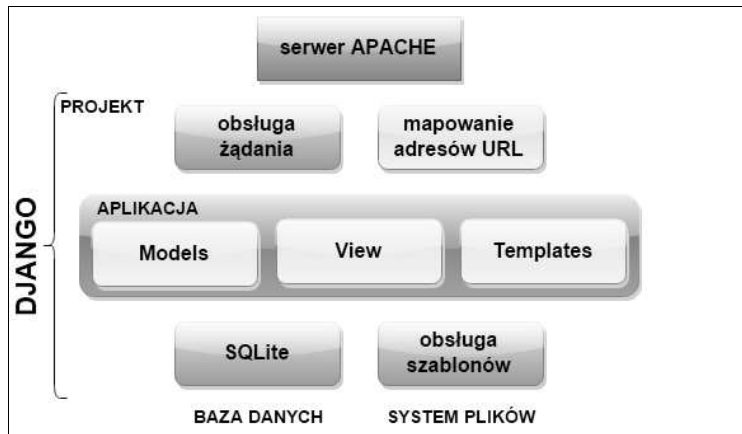 serwer APACHE
PROJEKT
obsługa
żądania
mapowanie
adresów URL
DJANGO
APLIKACJA
Models
View
Templates
SQLite
obsługa
szablonów
BAZA DANYCH
SYSTEM PLIKÓW